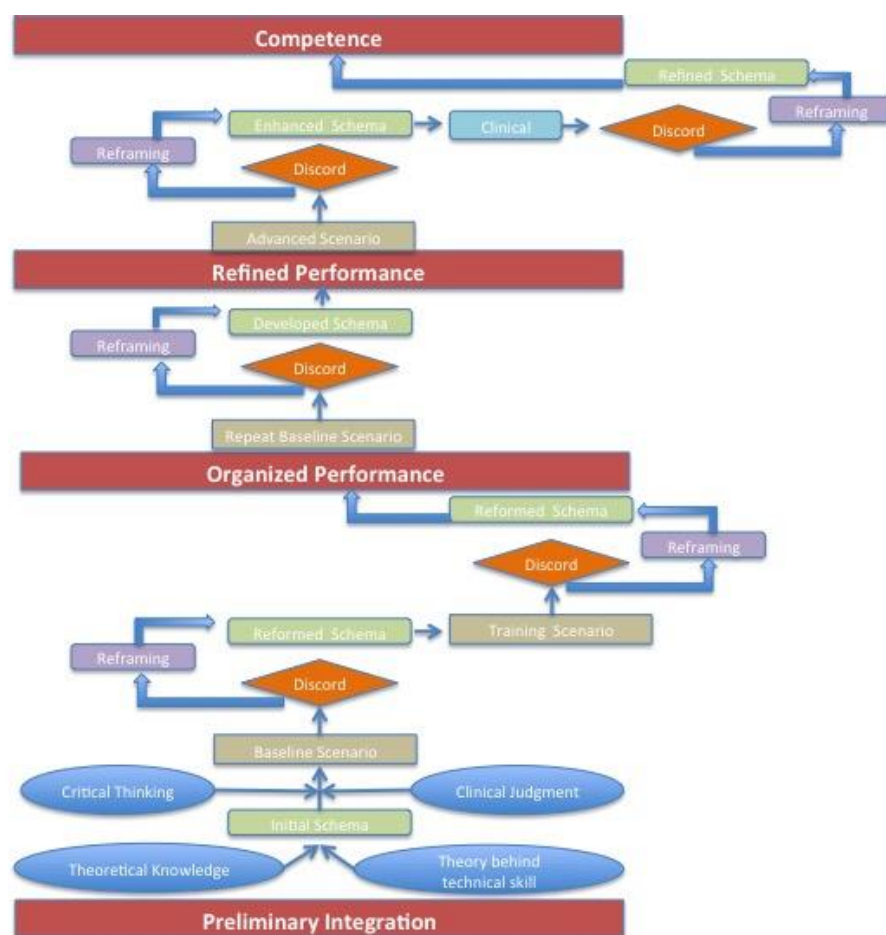 Competence
Refined Schema
Reframing
Enhanced Schema
Clinical
Discord
Reframing
Discord
Advanced Scenario
Refined Performance
Developed Schema
Reframing
Discord
Repeat Baseline Scenario
Organized Performance
Reformed Schema
Reframing
Discord
Reformed Schema
Training Scenario
Reframing
Discord
Baseline Scenario
Critical Thinking
Clinical Judgment
Initial Schema
Theoretical Knowledge
Theory behind
technical skill
Preliminary Integration